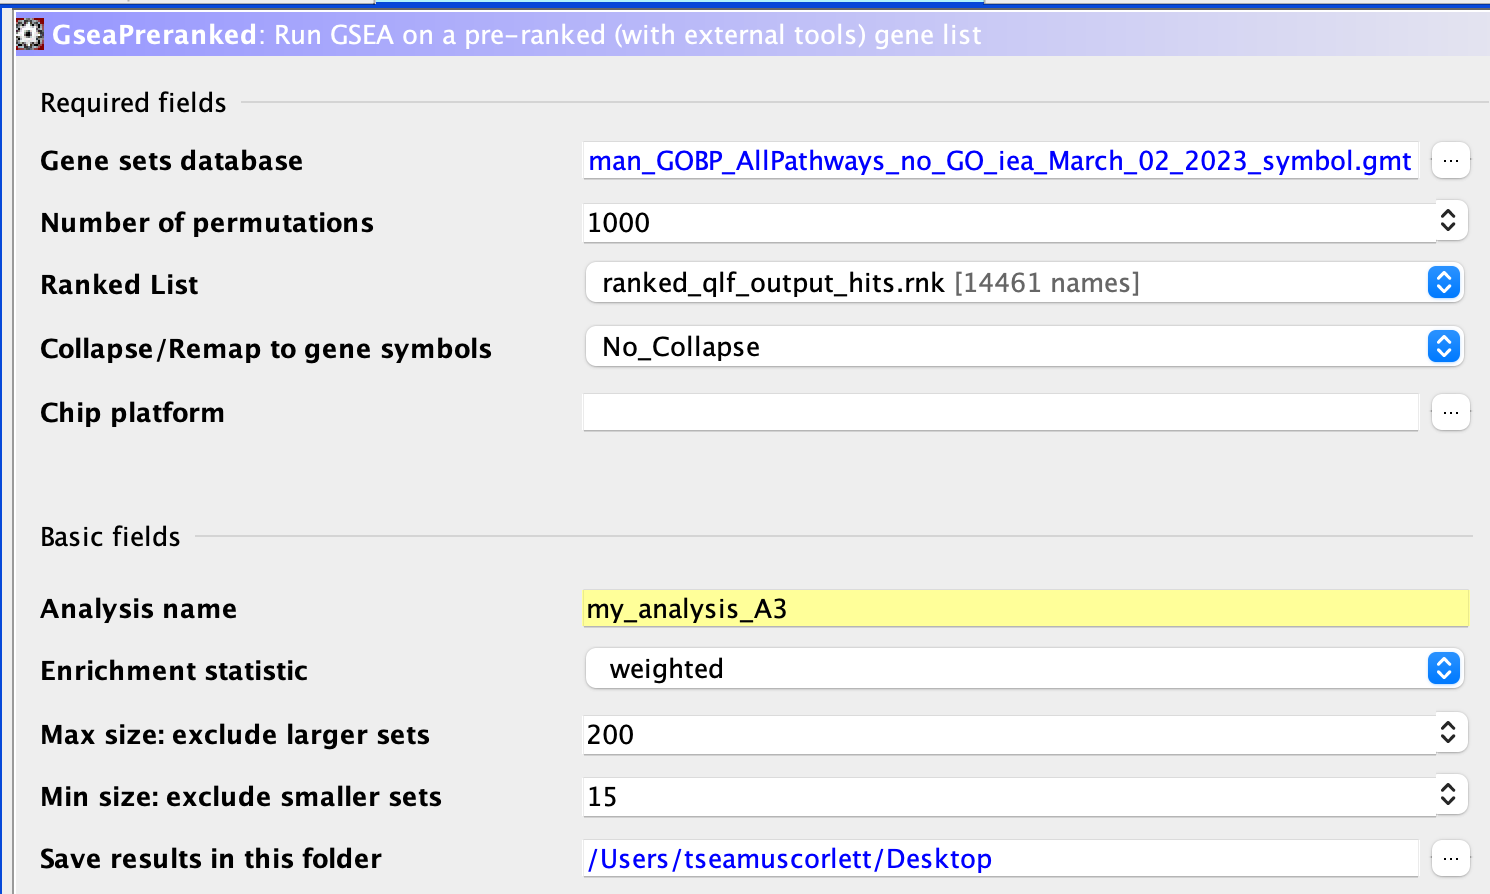 GseaPreranked: Run GSEA on a pre-ranked (with external tools) gene list
Required fields
Gene sets database man_GOBP_AllPathways_no_GO_iea_March_02_2023_symbol.gmt ...
Number of permutations 1000
Ranked List ranked_qlf_output_hits.rnk [14461 names]
Collapse/Remap to gene symbols No_Collapse
Chip platform ...
Basic fields
Analysis name my_analysis_A3
Enrichment statistic weighted
Max size: exclude larger sets 200
Min size: exclude smaller sets 15
Save results in this folder /Users/tseamuscorlett/Desktop ...